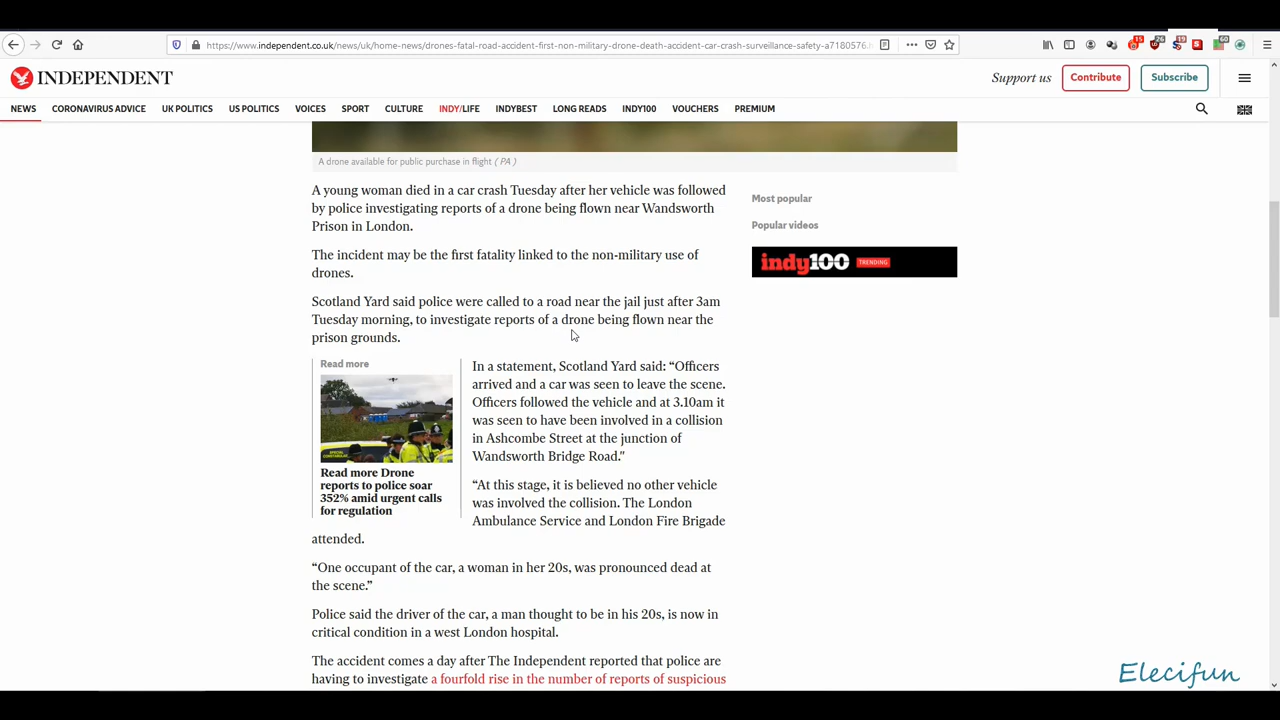 https://www.independent.co.uk/news/uk/home-news/drones-fatal-road-accident-first-non-military-drone-death-accident-car-crash-surveillance-safety-a7180576.h
INDEPENDENT
Support us
Contribute
Subscribe
NEWS CORONAVIRUS ADVICE UK POLITICS US POLITICS VOICES SPORT CULTURE INDY/LIFE INDYBEST LONG READS INDY100 VOUCHERS PREMIUM
A drone available for public purchase in flight ( PA )
A young woman died in a car crash Tuesday after her vehicle was followed
by police investigating reports of a drone being flown near Wandsworth
Prison in London.
The incident may be the first fatality linked to the non-military use of
drones.
Scotland Yard said police were called to a road near the jail just after 3am
Tuesday morning, to investigate reports of a drone being flown near the
prison grounds.
Read more
SPECIAL
CONSTABULARY
Read more Drone
reports to police soar
352% amid urgent calls
for regulation
In a statement, Scotland Yard said: “Officers
arrived and a car was seen to leave the scene.
Officers followed the vehicle and at 3.10am it
was seen to have been involved in a collision
in Ashcombe Street at the junction of
Wandsworth Bridge Road.”
“At this stage, it is believed no other vehicle
was involved the collision. The London
Ambulance Service and London Fire Brigade
attended.
“One occupant of the car, a woman in her 20s, was pronounced dead at
the scene.”
Police said the driver of the car, a man thought to be in his 20s, is now in
critical condition in a west London hospital.
The accident comes a day after The Independent reported that police are
having to investigate a fourfold rise in the number of reports of suspicious
Most popular
Popular videos
indy100 TRENDING
Elecifun